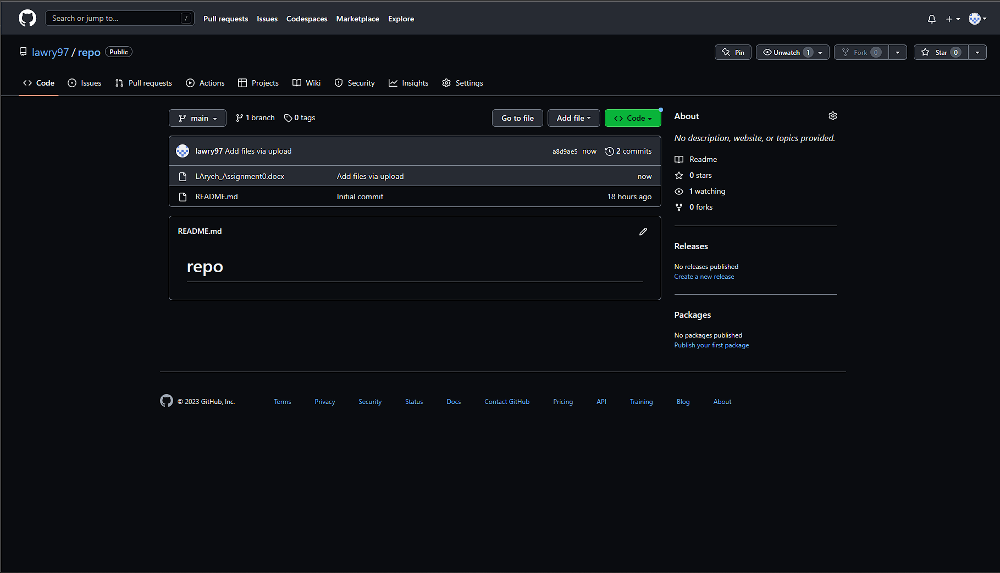 Search or jump to... /
Pull requests Issues Codespaces Marketplace Explore
lawry97 / repo Public
Pin Unwatch 1 Fork 0 Star 0
Code Issues Pull requests Actions Projects Wiki Security Insights Settings
main 1 branch 0 tags Go to file Add file Code
lawry97 Add files via upload a8d9ae5 now 2 commits
LAryeh_Assignment0.docx Add files via upload now
README.md Initial commit 18 hours ago
README.md
repo
About
No description, website, or topics provided.
Readme
0 stars
1 watching
0 forks
Releases
No releases published
Create a new release
Packages
No packages published
Publish your first package
© 2023 GitHub, Inc. Terms Privacy Security Status Docs Contact GitHub Pricing API Training Blog About